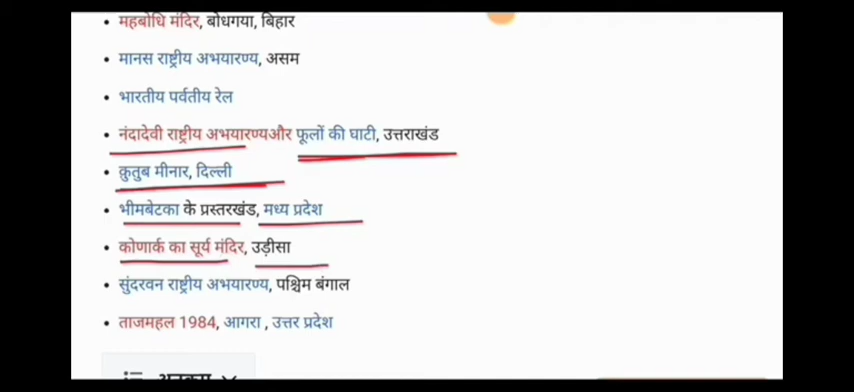 महबोधि मंदिर, बोधगया, बिहार
मानस राष्ट्रीय अभयारण्य, असम
भारतीय पर्वतीय रेल
नंदादेवी राष्ट्रीय अभयारण्यऔर फूलों की घाटी, उत्तराखंड
क़ुतुब मीनार, दिल्ली
भीमबेटका के प्रस्तरखंड, मध्य प्रदेश
कोणार्क का सूर्य मंदिर, उड़ीसा
सुंदरवन राष्ट्रीय अभयारण्य, पश्चिम बंगाल
ताजमहल 1984, आगरा , उत्तर प्रदेश